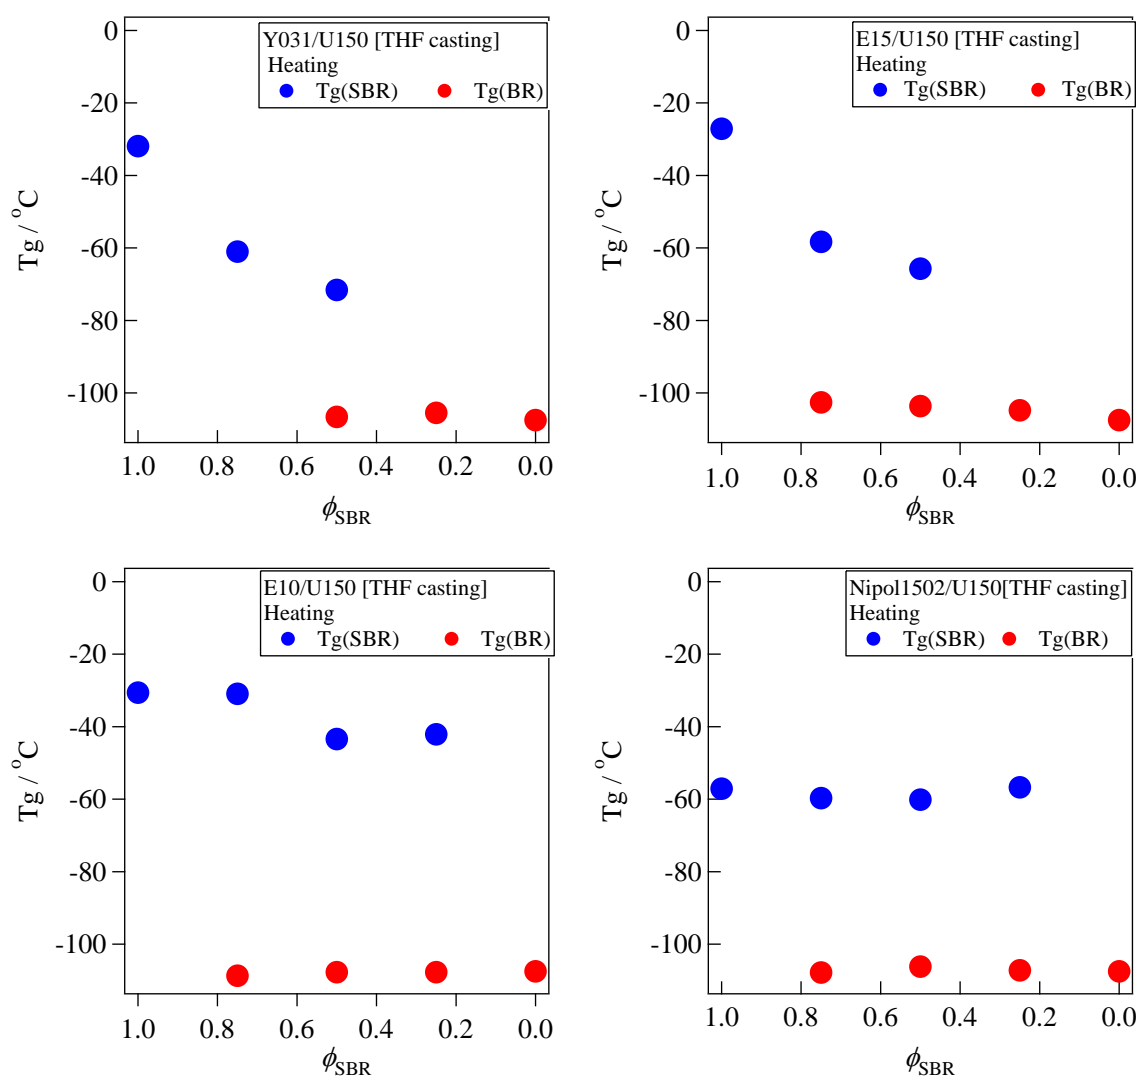 Y031/U150 [THF casting]
Heating
Tg(SBR) Tg(BR)
0
-20
-40
-60
-80
-100
Tg / °C
1.0 0.8 0.6 0.4 0.2 0.0
ϕSBR
E15/U150 [THF casting]
Heating
Tg(SBR) Tg(BR)
0
-20
-40
-60
-80
-100
Tg / °C
1.0 0.8 0.6 0.4 0.2 0.0
ϕSBR
E10/U150 [THF casting]
Heating
Tg(SBR) Tg(BR)
0
-20
-40
-60
-80
-100
Tg / °C
1.0 0.8 0.6 0.4 0.2 0.0
ϕSBR
Nipol1502/U150[THF casting]
Heating
Tg(SBR) Tg(BR)
0
-20
-40
-60
-80
-100
Tg / °C
1.0 0.8 0.6 0.4 0.2 0.0
ϕSBR